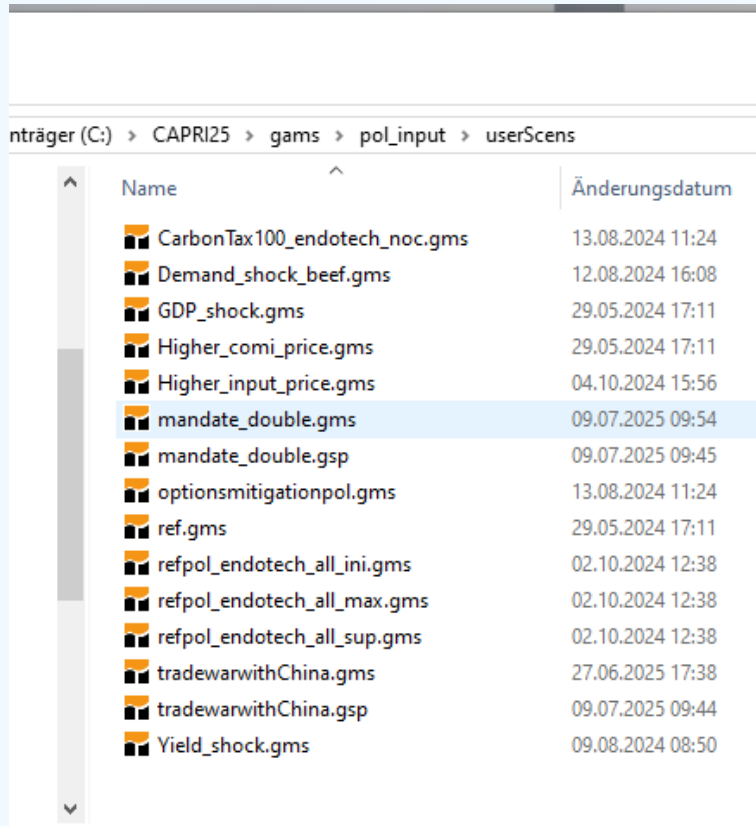 nträger (C:) > CAPRI25 > gams > pol_input > userScens
Name Änderungsdatum
CarbonTax100_endotech_noc.gms 13.08.2024 11:24
Demand_shock_beef.gms 12.08.2024 16:08
GDP_shock.gms 29.05.2024 17:11
Higher_comi_price.gms 29.05.2024 17:11
Higher_input_price.gms 04.10.2024 15:56
mandate_double.gms 09.07.2025 09:54
mandate_double.gsp 09.07.2025 09:45
optionsmitigationpol.gms 13.08.2024 11:24
ref.gms 29.05.2024 17:11
refpol_endotech_all_ini.gms 02.10.2024 12:38
refpol_endotech_all_max.gms 02.10.2024 12:38
refpol_endotech_all_sup.gms 02.10.2024 12:38
tradewarwithChina.gms 27.06.2025 17:38
tradewarwithChina.gsp 09.07.2025 09:44
Yield_shock.gms 09.08.2024 08:50